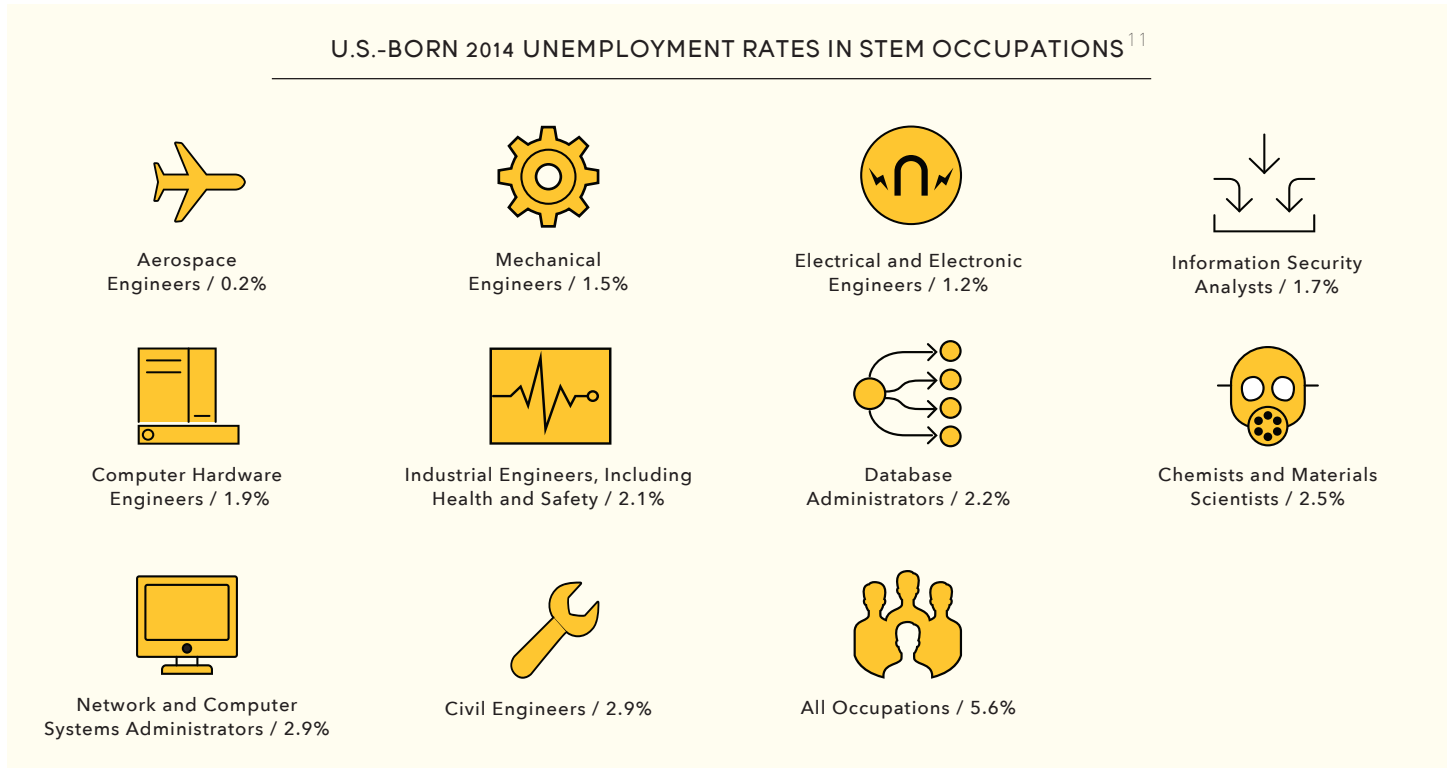 U.S.-BORN 2014 UNEMPLOYMENT RATES IN STEM OCCUPATIONS 11
Aerospace
Engineers / 0.2%
Mechanical
Engineers / 1.5%
Electrical and Electronic
Engineers / 1.2%
Information Security
Analysts / 1.7%
Computer Hardware
Engineers / 1.9%
Industrial Engineers, Including
Health and Safety / 2.1%
Database
Administrators / 2.2%
Chemists and Materials
Scientists / 2.5%
Network and Computer
Systems Administrators / 2.9%
Civil Engineers / 2.9%
All Occupations / 5.6%